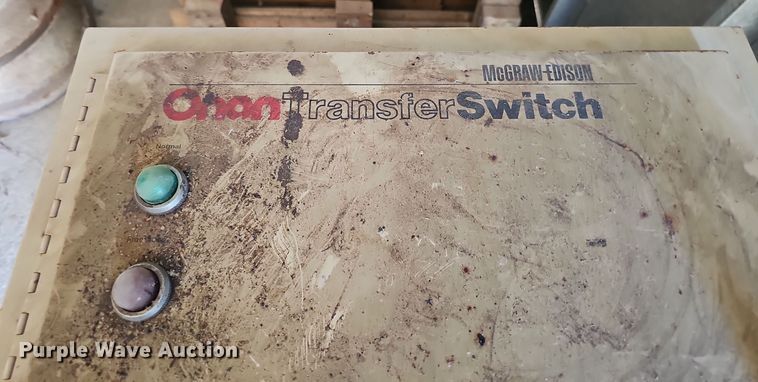 McGRAW-EDISON
Onan Transfer Switch
Normal
Purple Wave Auction